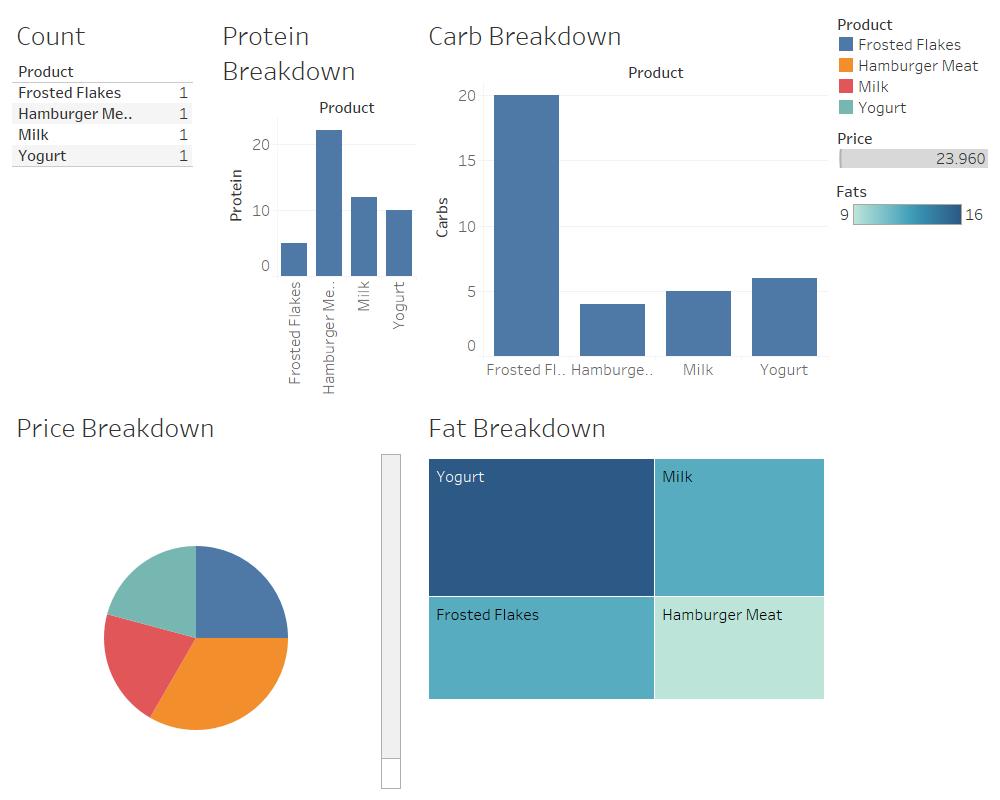 Count
Product
Frosted Flakes 1
Hamburger Me.. 1
Milk 1
Yogurt 1
Protein
Breakdown
Product
Protein
20
10
0
Frosted Flakes
Hamburger Me..
Milk
Yogurt
Carb Breakdown
Product
Carbs
20
15
10
5
0
Frosted Fl..
Hamburge..
Milk
Yogurt
Product
Frosted Flakes
Hamburger Meat
Milk
Yogurt
Price
23.960
Fats
9 16
Price Breakdown
Fat Breakdown
Yogurt
Milk
Frosted Flakes
Hamburger Meat